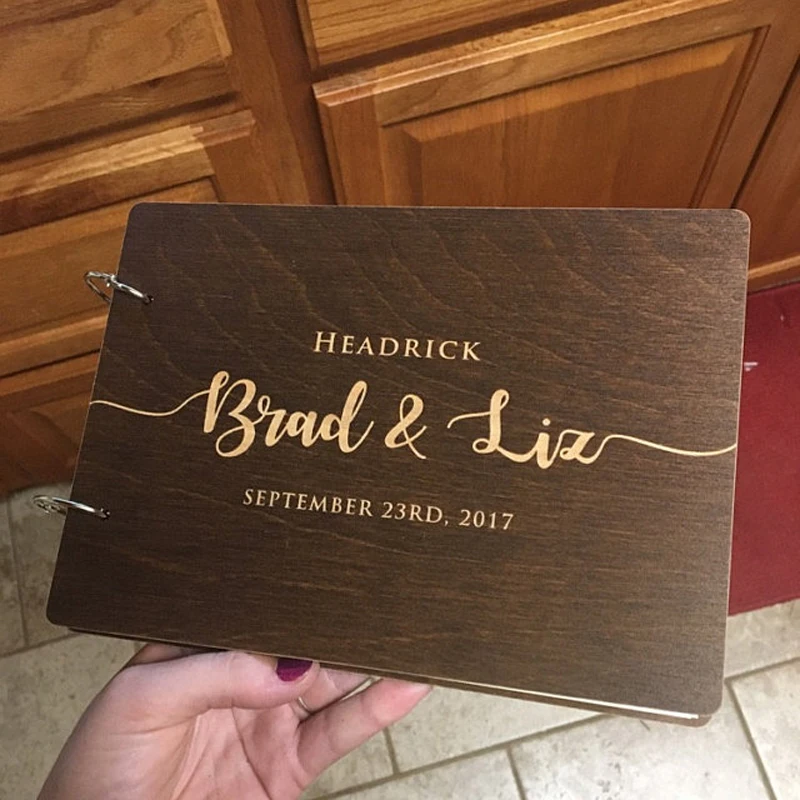 HEADRICK
Brad & Liz
SEPTEMBER 23RD, 2017